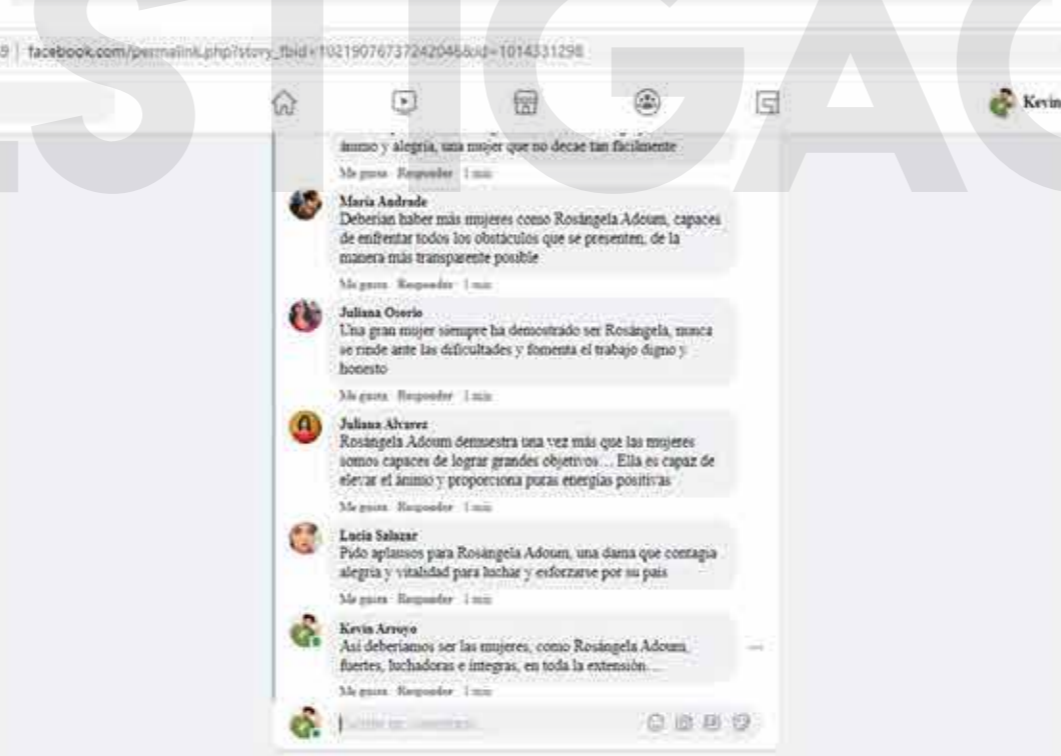 ESTIGAC
9 | facebook.com/permalink.php?story_fbid=10219076737242046&id=1014331298
Kevin
ánimo y alegría, una mujer que no decae tan fácilmente
Me gusta Responder 1 min
María Andrade
Deberían haber más mujeres como Rosángela Adoum, capaces
de enfrentar todos los obstáculos que se presenten, de la
manera más transparente posible
Me gusta Responder 1 min
Juliana Osorio
Una gran mujer siempre ha demostrado ser Rosángela, nunca
se rinde ante las dificultades y fomenta el trabajo digno y
honesto
Me gusta Responder 1 min
Juliana Alvarez
Rosángela Adoum demuestra una vez más que las mujeres
somos capaces de lograr grandes objetivos... Ella es capaz de
elevar el ánimo y proporciona puras energías positivas
Me gusta Responder 1 min
Lucía Salazar
Pido aplausos para Rosángela Adoum, una dama que contagia
alegría y vitalidad para luchar y esforzarse por su país
Me gusta Responder 1 min
Kevin Arroyo
Así deberíamos ser las mujeres, como Rosángela Adoum,
fuertes, luchadoras e íntegras, en toda la extensión...
Me gusta Responder 1 min